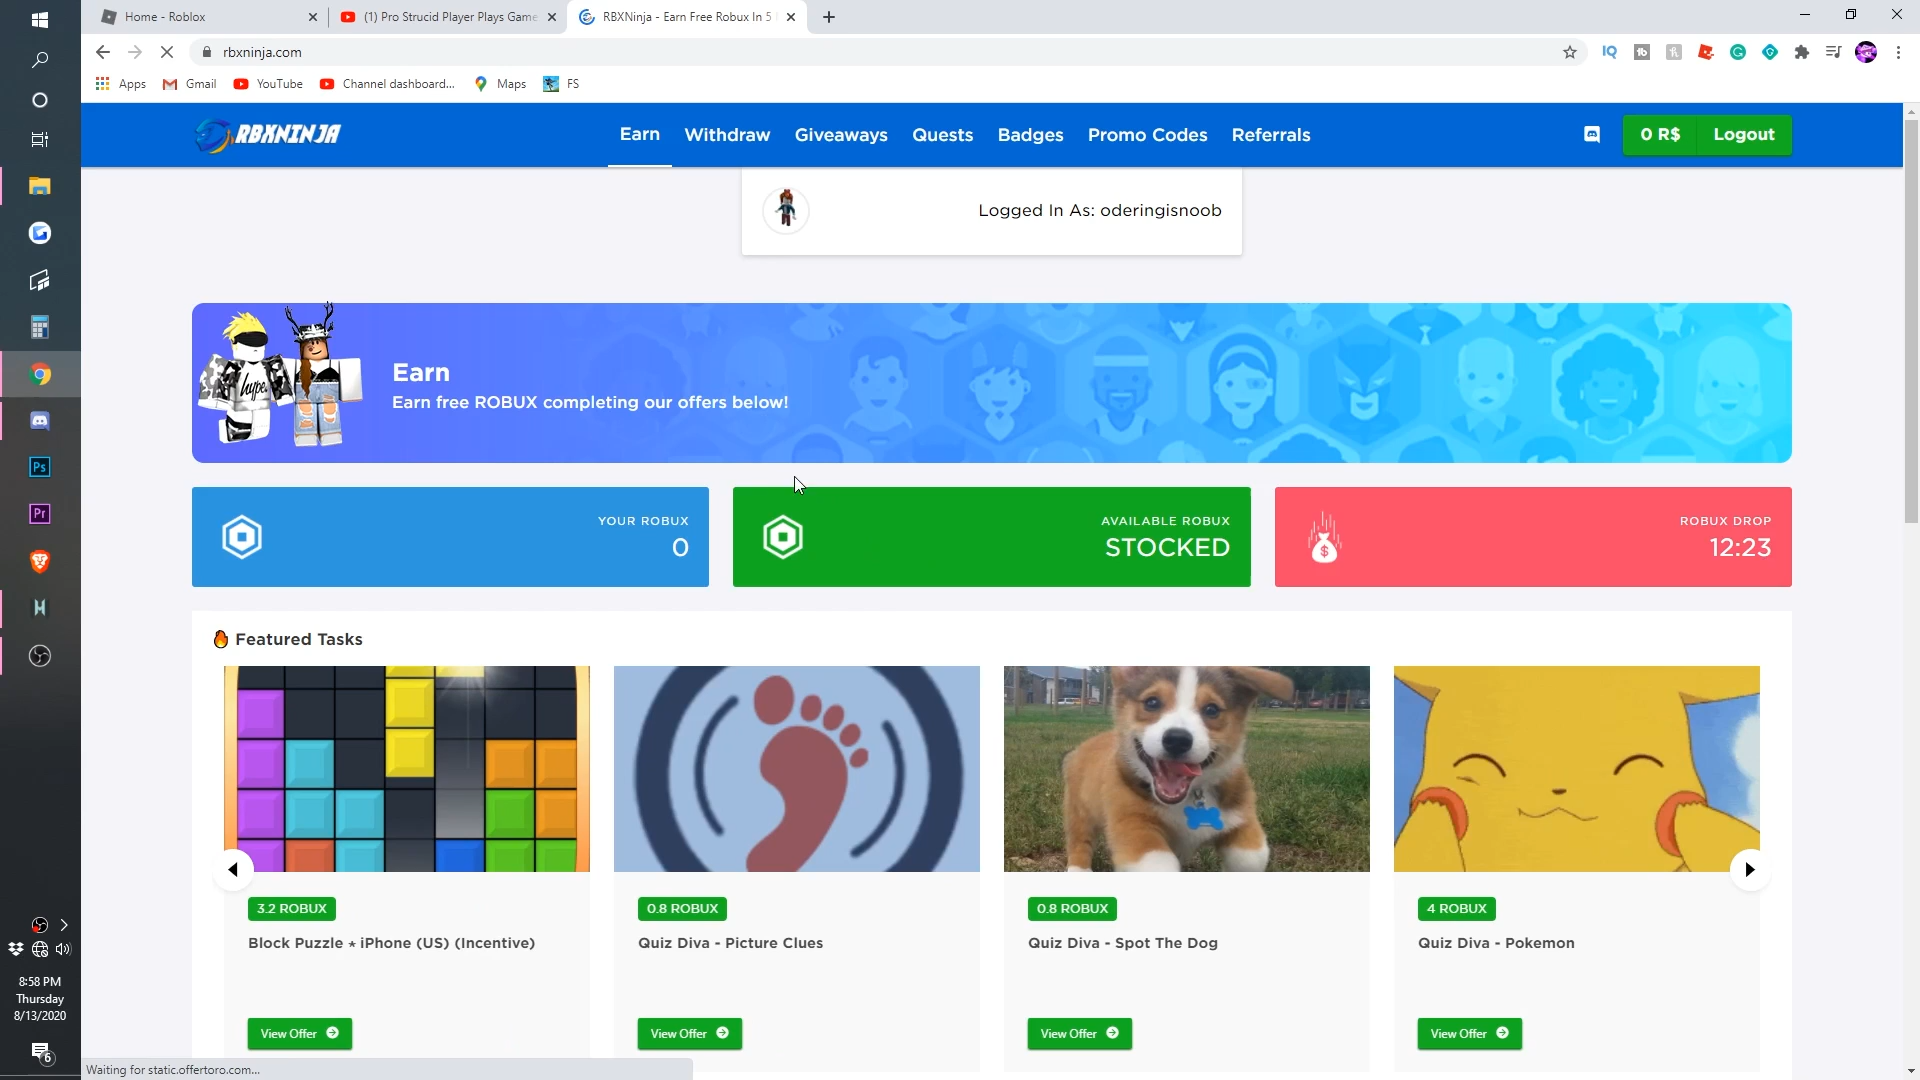 Home - Roblox
(1) Pro Strucid Player Plays Game
RBXNinja - Earn Free Robux In 5
rbxninja.com
Apps
Gmail
YouTube
Channel dashboard...
Maps
FS
RBXNINJA
Earn
Withdraw
Giveaways
Quests
Badges
Promo Codes
Referrals
0 R$
Logout
Logged In As: oderingisnoob
hype.
Earn
Earn free ROBUX completing our offers below!
YOUR ROBUX
0
AVAILABLE ROBUX
STOCKED
ROBUX DROP
12:23
Featured Tasks
3.2 ROBUX
Block Puzzle ⋆ iPhone (US) (Incentive)
View Offer
0.8 ROBUX
Quiz Diva - Picture Clues
View Offer
0.8 ROBUX
Quiz Diva - Spot The Dog
View Offer
4 ROBUX
Quiz Diva - Pokemon
View Offer
Ps
Pr
8:58 PM
Thursday
8/13/2020
6
Waiting for static.offertoro.com...